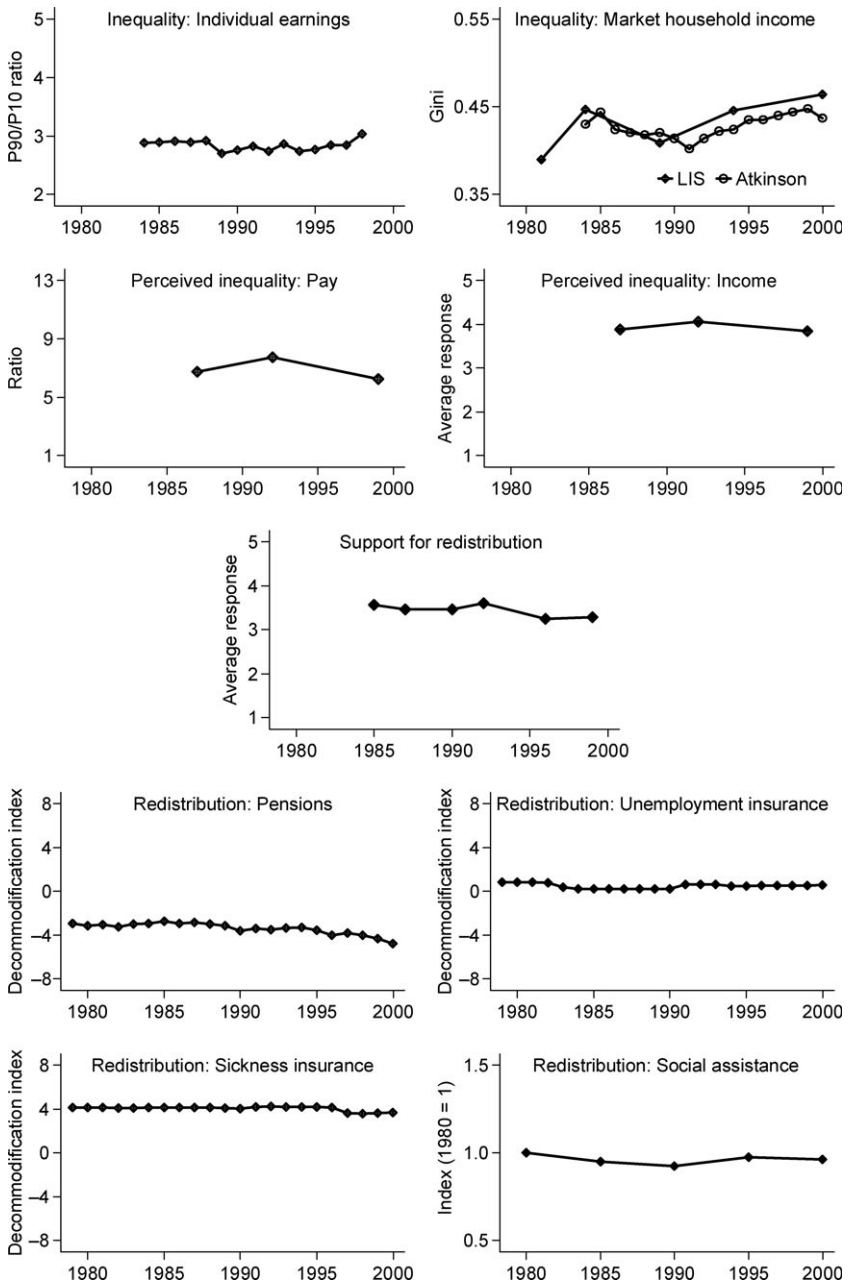 Inequality: Individual earnings
P90/P10 ratio
5
4
3
2
1980 1985 1990 1995 2000
Inequality: Market household income
Gini
0.55
0.45
0.35
LIS Atkinson
1980 1985 1990 1995 2000
Perceived inequality: Pay
Ratio
13
9
5
1
1980 1985 1990 1995 2000
Perceived inequality: Income
Average response
5
4
3
2
1
1980 1985 1990 1995 2000
Support for redistribution
Average response
5
4
3
2
1
1980 1985 1990 1995 2000
Redistribution: Pensions
Decommodification index
8
4
0
–4
–8
1980 1985 1990 1995 2000
Redistribution: Unemployment insurance
Decommodification index
8
4
0
–4
–8
1980 1985 1990 1995 2000
Redistribution: Sickness insurance
Decommodification index
8
4
0
–4
–8
1980 1985 1990 1995 2000
Redistribution: Social assistance
Index (1980 = 1)
1.5
1.0
0.5
1980 1985 1990 1995 2000